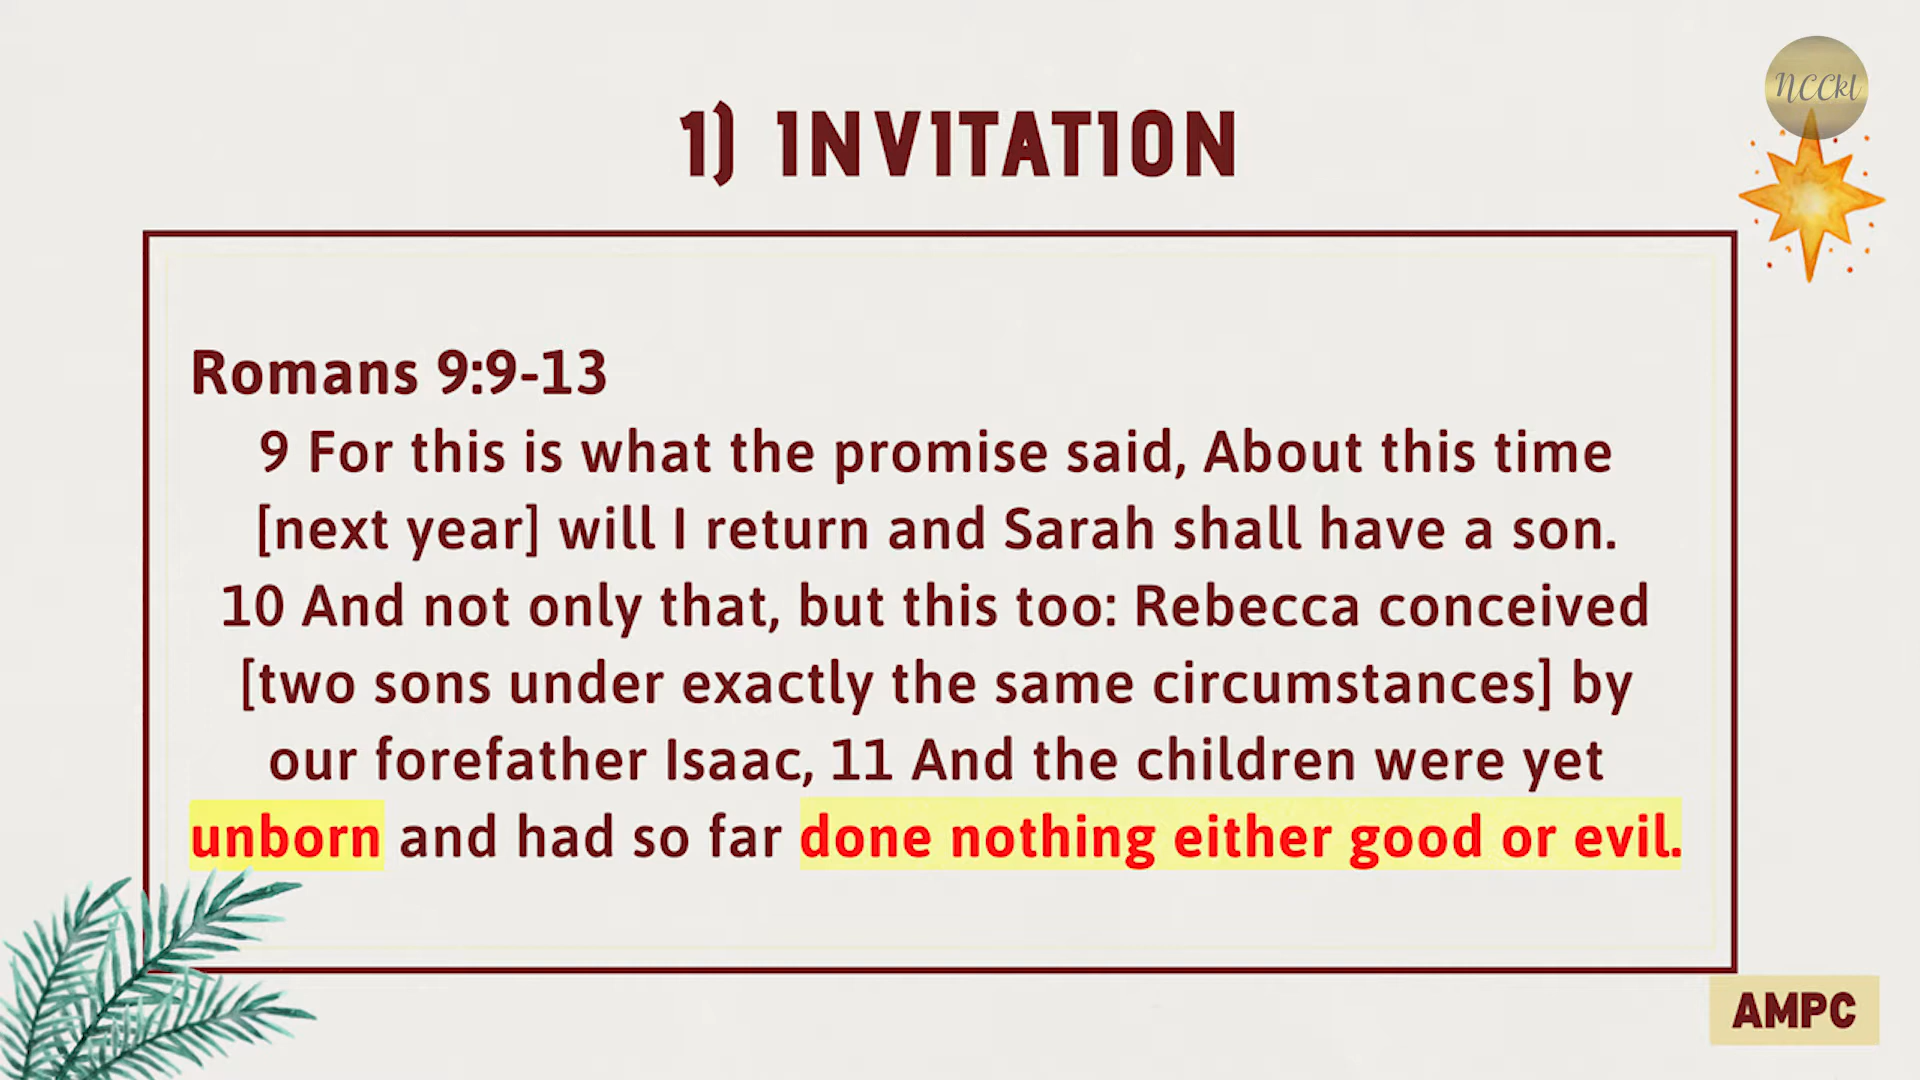 NCCkl
1) INVITATION
Romans 9:9-13
9 For this is what the promise said, About this time
[next year] will I return and Sarah shall have a son.
10 And not only that, but this too: Rebecca conceived
[two sons under exactly the same circumstances] by
our forefather Isaac, 11 And the children were yet
unborn and had so far done nothing either good or evil.
AMPC